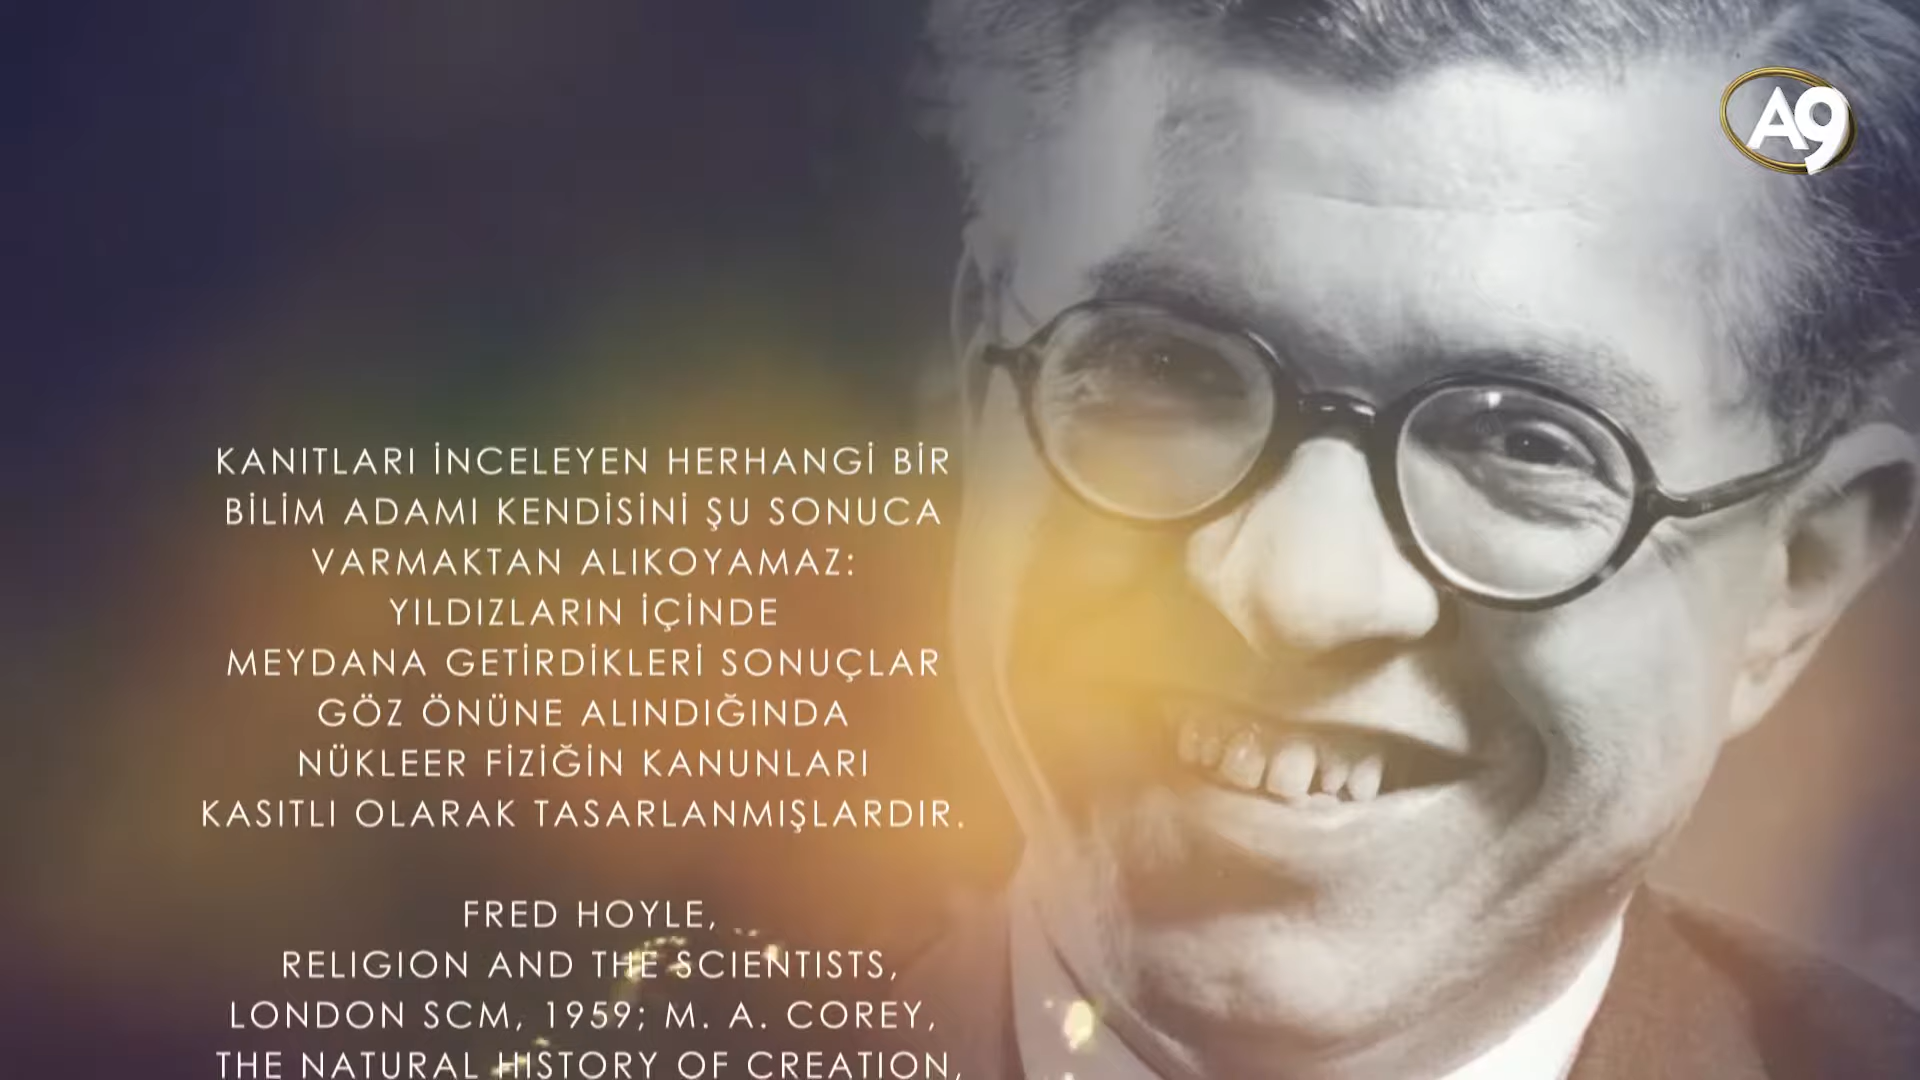 A9
KANITLARI İNCELEYEN HERHANGİ BİR
BİLİM ADAMI KENDİSİNİ ŞU SONUCA
VARMAKTAN ALIKOYAMAZ:
YILDIZLARIN İÇİNDE
MEYDANA GETİRDİKLERİ SONUÇLAR
GÖZ ÖNÜNE ALINDIĞINDA
NÜKLEER FİZİĞİN KANUNLARI
KASITLI OLARAK TASARLANMIŞLARDIR.
FRED HOYLE,
RELIGION AND THE SCIENTISTS,
LONDON SCM, 1959; M. A. COREY,
THE NATURAL HISTORY OF CREATION,